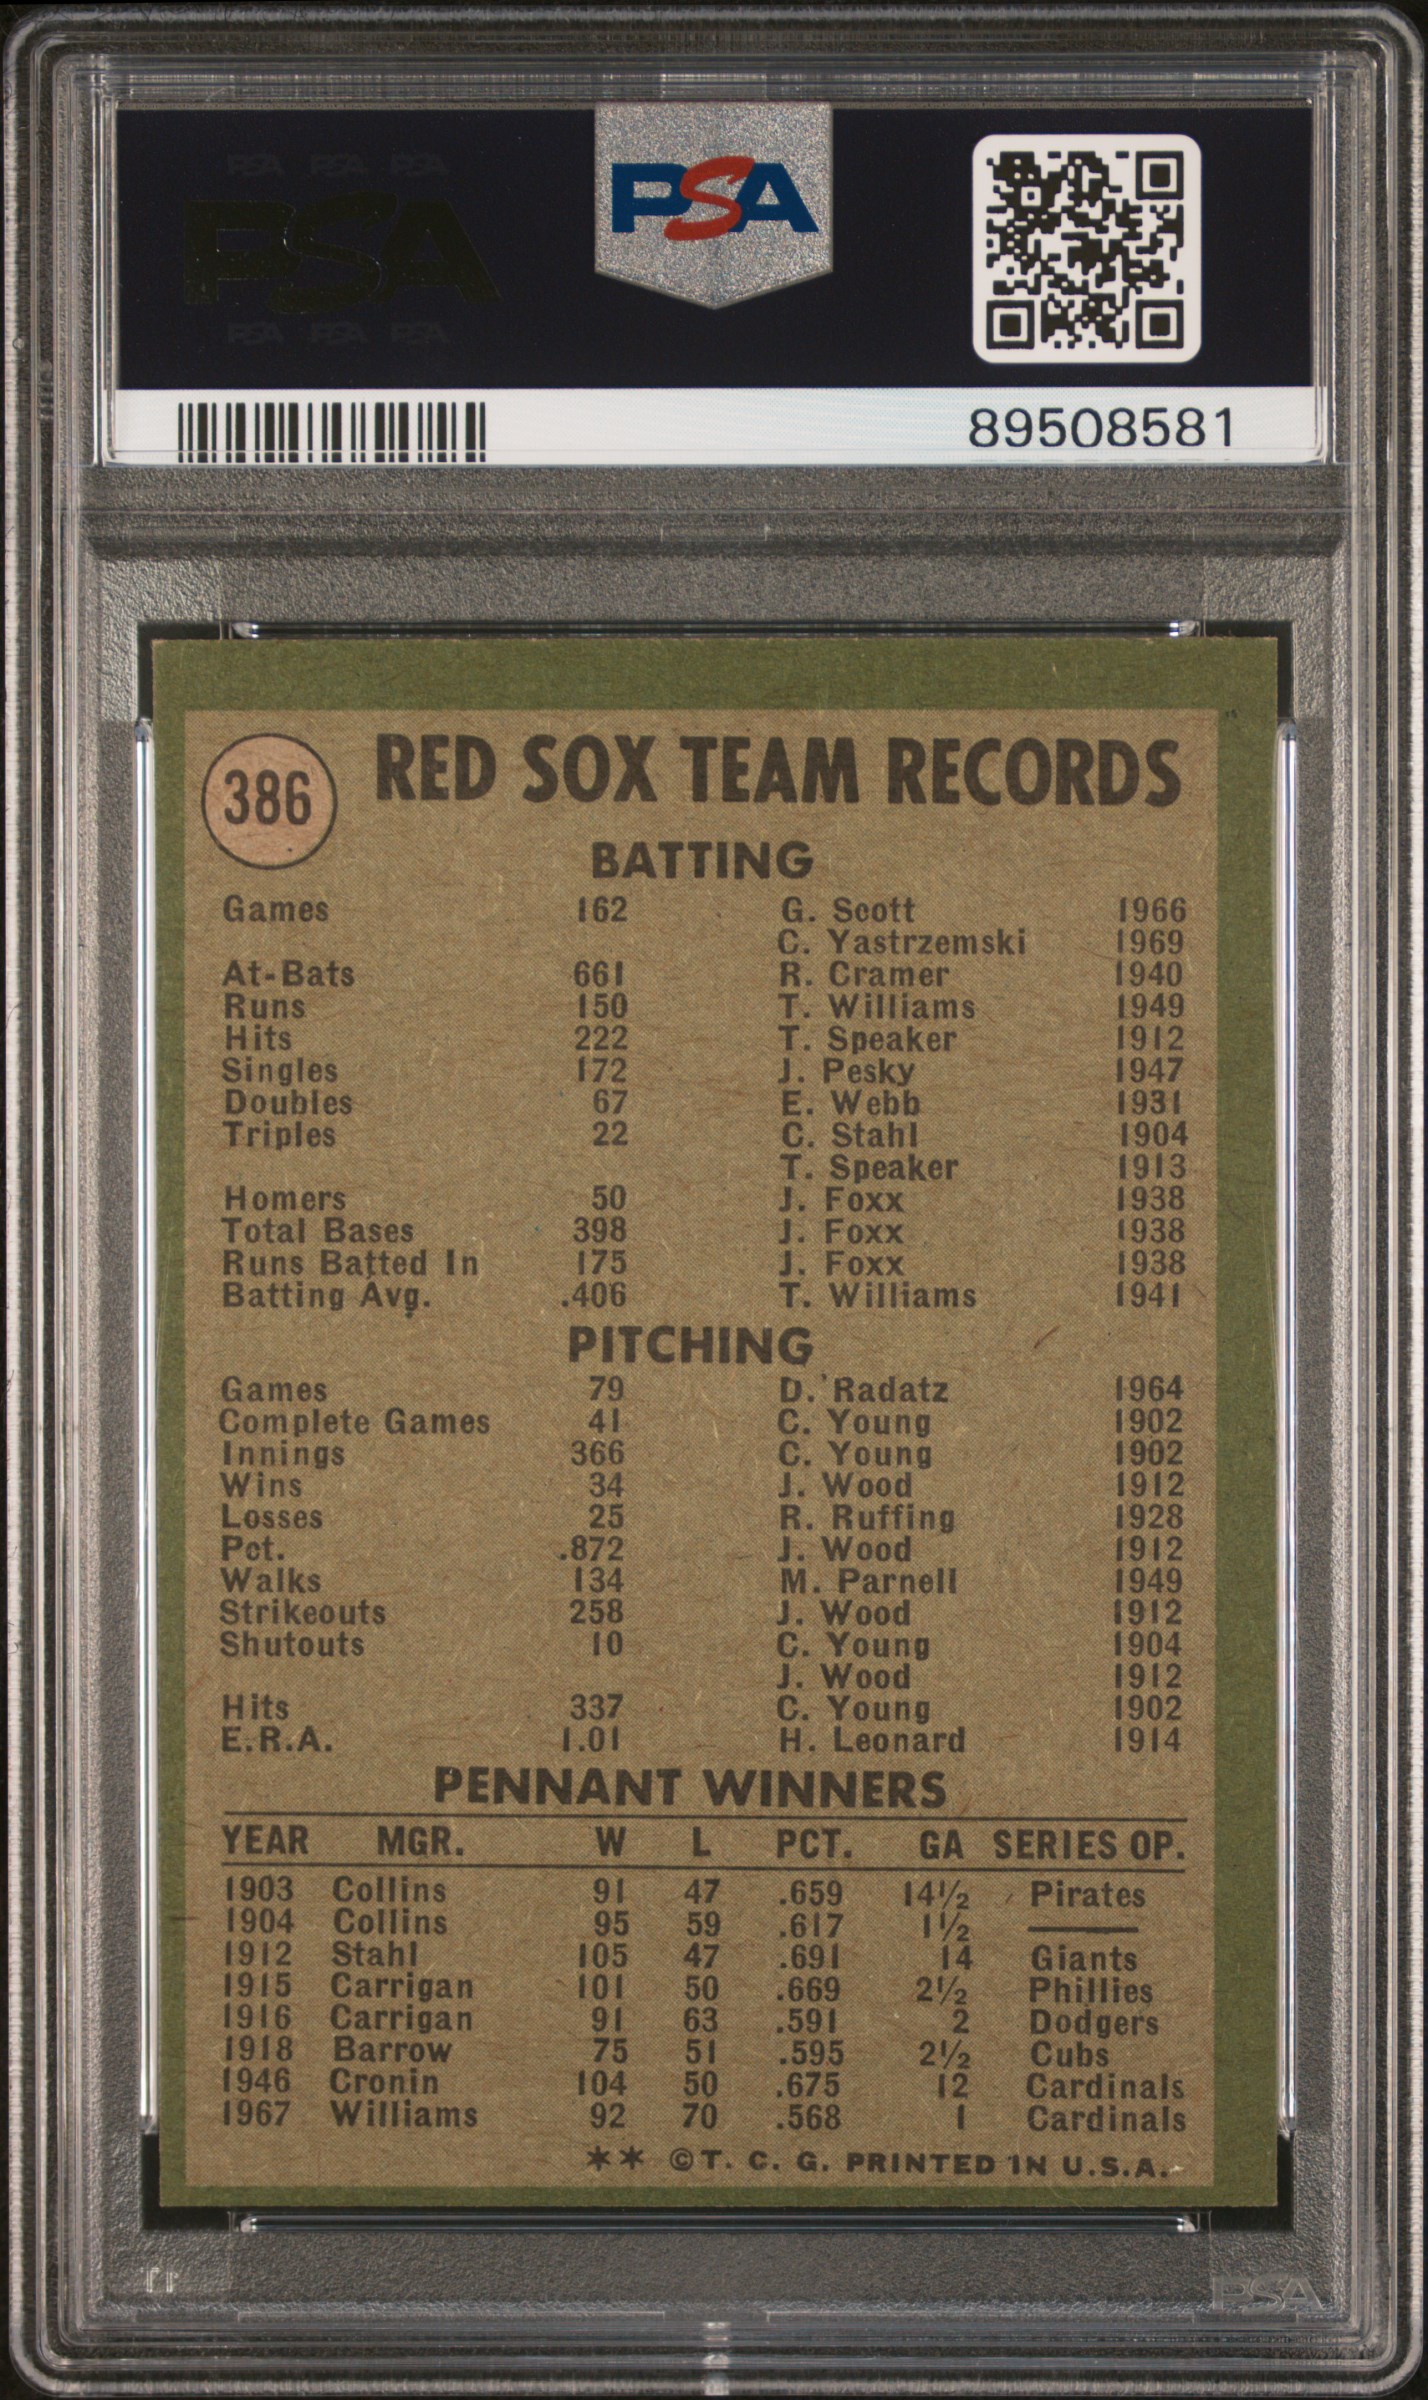 PSA PSA PSA
PSA
PSA PSA PSA
PSA
89508581
386 RED SOX TEAM RECORDS
BATTING
Games 162 G. Scott 1966
C. Yastrzemski 1969
At-Bats 661 R. Cramer 1940
Runs 150 T. Williams 1949
Hits 222 T. Speaker 1912
Singles 172 J. Pesky 1947
Doubles 67 E. Webb 1931
Triples 22 C. Stahl 1904
T. Speaker 1913
Homers 50 J. Foxx 1938
Total Bases 398 J. Foxx 1938
Runs Batted In 175 J. Foxx 1938
Batting Avg. .406 T. Williams 1941
PITCHING
Games 79 D. Radatz 1964
Complete Games 41 C. Young 1902
Innings 366 C. Young 1902
Wins 34 J. Wood 1912
Losses 25 R. Ruffing 1928
Pct. .872 J. Wood 1912
Walks 134 M. Parnell 1949
Strikeouts 258 J. Wood 1912
Shutouts 10 C. Young 1904
J. Wood 1912
Hits 337 C. Young 1902
E.R.A. 1.01 H. Leonard 1914
PENNANT WINNERS
YEAR MGR. W L PCT. GA SERIES OP.
1903 Collins 91 47 .659 14½ Pirates
1904 Collins 95 59 .617 1½ ———
1912 Stahl 105 47 .691 14 Giants
1915 Carrigan 101 50 .669 2½ Phillies
1916 Carrigan 91 63 .591 2 Dodgers
1918 Barrow 75 51 .595 2½ Cubs
1946 Cronin 104 50 .675 12 Cardinals
1967 Williams 92 70 .568 1 Cardinals
** ©T. C. G. PRINTED IN U.S.A.
PSA